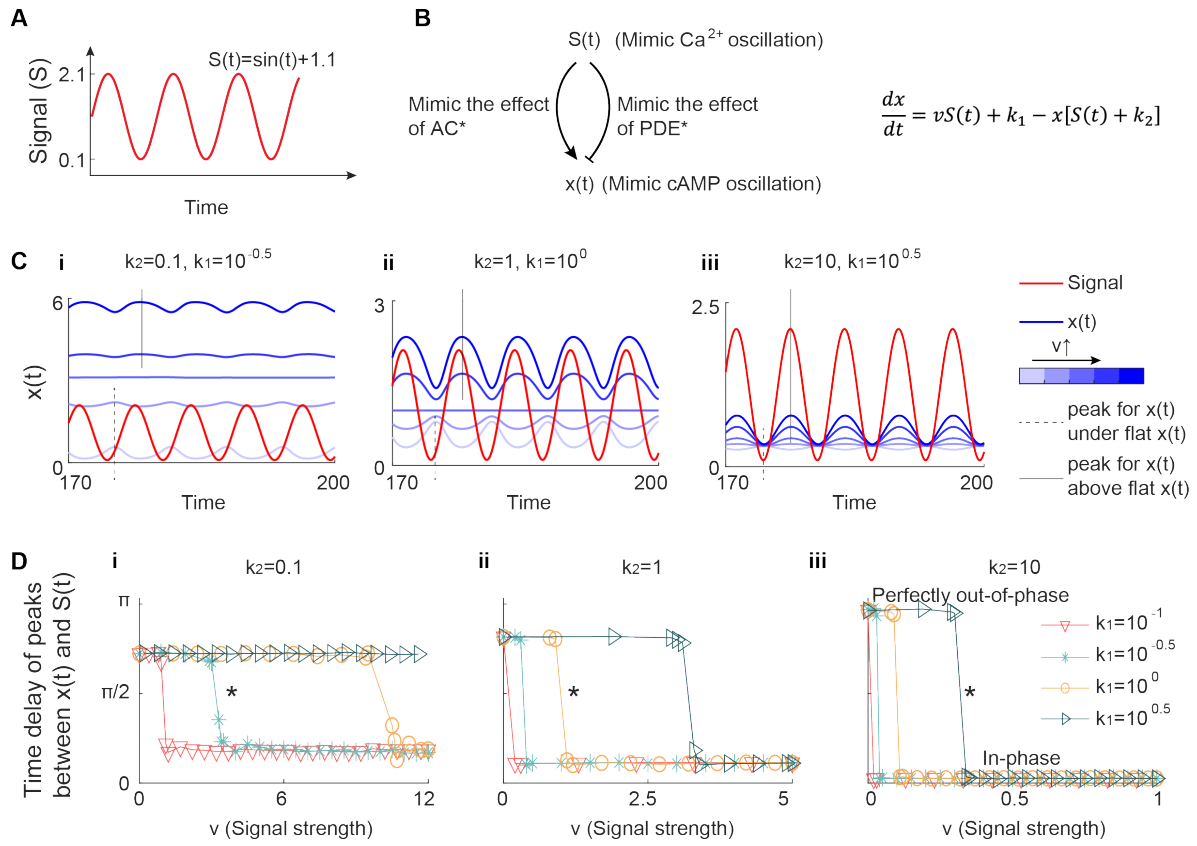 A
Signal (S)
2.1
0.1
S(t)=sin(t)+1.1
Time
B
S(t) (Mimic Ca2+ oscillation)
Mimic the effect
of AC*
Mimic the effect
of PDE*
x(t) (Mimic cAMP oscillation)
dx/dt = vS(t) + k1 − x[S(t) + k2]
C
i
k2=0.1, k1=10-0.5
x(t)
6
0
170
200
Time
ii
k2=1, k1=100
3
0
170
200
Time
iii
k2=10, k1=100.5
2.5
0
170
200
Time
Signal
x(t)
v↑
peak for x(t)
under flat x(t)
peak for x(t)
above flat x(t)
D
Time delay of peaks
between x(t) and S(t)
i
k2=0.1
π
π/2
0
*
0
6
12
v (Signal strength)
ii
k2=1
*
0
2.5
5
v (Signal strength)
iii
k2=10
Perfectly out-of-phase
*
In-phase
0
0.5
1
v (Signal strength)
k1=10-1
k1=10-0.5
k1=100
k1=100.5